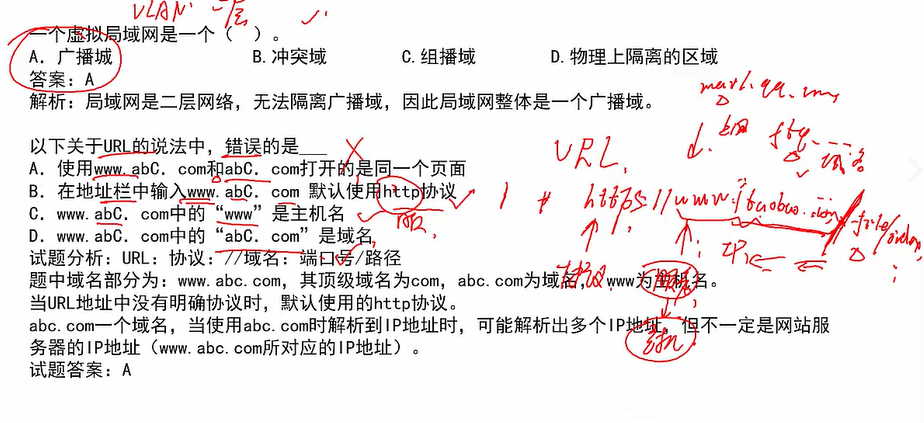 VLAN 二层
一个虚拟局域网是一个（ ）。
A. 广播城 B. 冲突域 C. 组播域 D. 物理上隔离的区域
答案：A
解析：局域网是二层网络，无法隔离广播域，因此局域网整体是一个广播域。
以下关于URL的说法中，错误的是___
A. 使用www.abC. com和abC. com打开的是同一个页面
B. 在地址栏中输入www.abC. com 默认使用http协议
C. www.abC. com中的“www”是主机名
D. www.abC. com中的“abC. com”是域名
URL
https://www.taobao.com/file/
IP
试题分析：URL：协议：//域名：端口号/路径
题中域名部分为：www.abc.com，其顶级域名为com，abc.com为域名，www为主机名。
当URL地址中没有明确协议时，默认使用的http协议。
abc.com一个域名，当使用abc.com时解析到IP地址时，可能解析出多个IP地址，但不一定是网站服
务器的IP地址（www.abc.com所对应的IP地址）。
试题答案：A